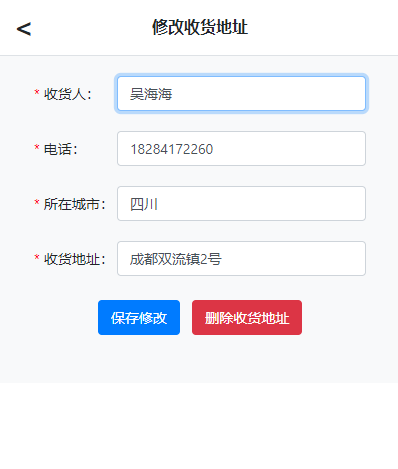 < 修改收货地址
* 收货人： 吴海海
* 电话： 18284172260
* 所在城市： 四川
* 收货地址： 成都双流镇2号
保存修改 删除收货地址